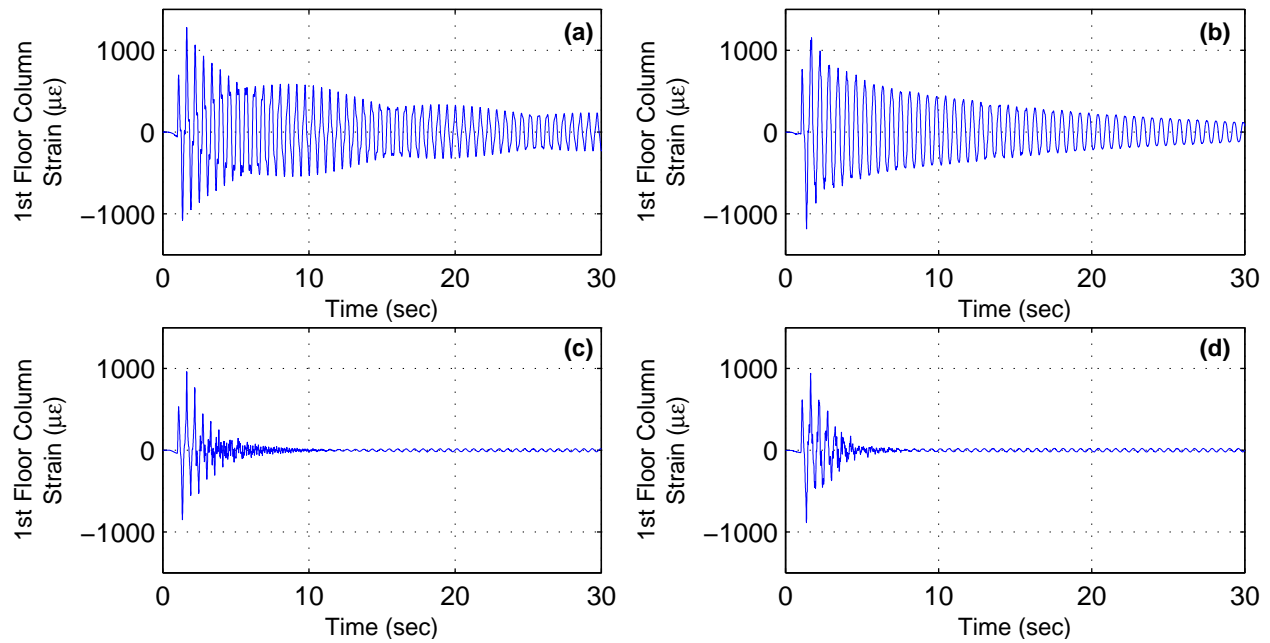 (a)
1st Floor Column
Strain (με)
1000
0
−1000
0 10 20 30
Time (sec)
(b)
1st Floor Column
Strain (με)
1000
0
−1000
0 10 20 30
Time (sec)
(c)
1st Floor Column
Strain (με)
1000
0
−1000
0 10 20 30
Time (sec)
(d)
1st Floor Column
Strain (με)
1000
0
−1000
0 10 20 30
Time (sec)